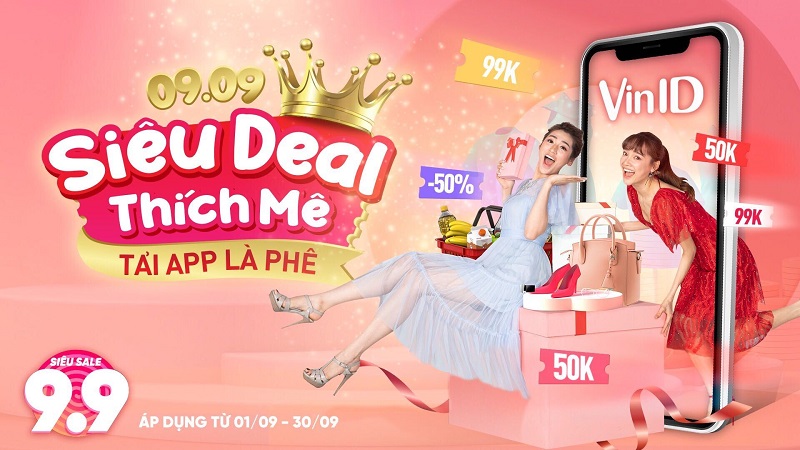 09.09
Siêu Deal
Thích Mê
TẢI APP LÀ PHÊ
99K
VinID
50K
-50%
99K
50K
SIÊU SALE
9.9
ÁP DỤNG TỪ 01/09 - 30/09